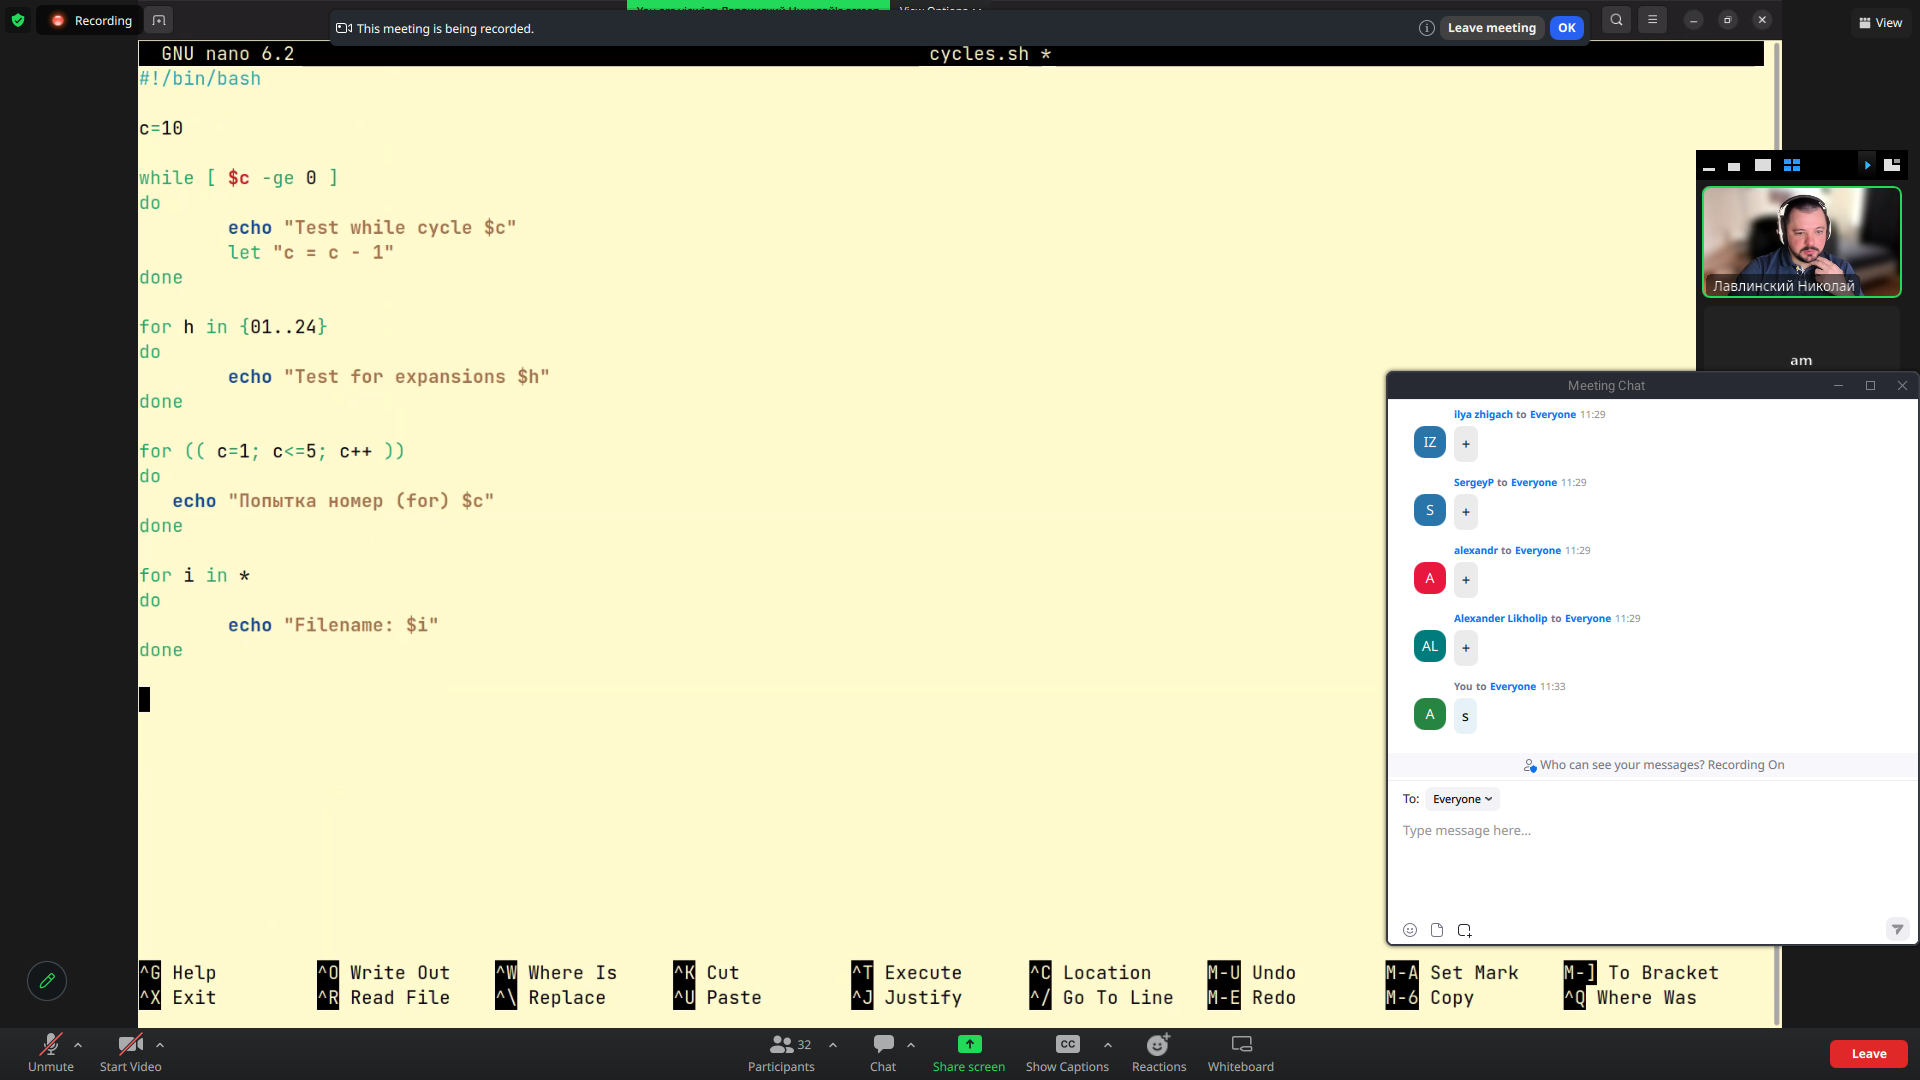 Recording
This meeting is being recorded.
Leave meeting
OK
View
GNU nano 6.2
cycles.sh *
#!/bin/bash
c=10
while [ $c -ge 0 ]
do
echo "Test while cycle $c"
let "c = c - 1"
done
for h in {01..24}
do
echo "Test for expansions $h"
done
for (( c=1; c<=5; c++ ))
do
echo "Попытка номер (for) $c"
done
for i in *
do
echo "Filename: $i"
done
^G Help
^O Write Out
^W Where Is
^K Cut
^T Execute
^C Location
M-U Undo
M-A Set Mark
M-] To Bracket
^X Exit
^R Read File
^\ Replace
^U Paste
^J Justify
^/ Go To Line
M-E Redo
M-6 Copy
^Q Where Was
Лавлинский Николай
am
Meeting Chat
ilya zhigach to Everyone 11:29
IZ
+
SergeyP to Everyone 11:29
S
+
alexandr to Everyone 11:29
A
+
Alexander Likholip to Everyone 11:29
AL
+
You to Everyone 11:33
A
s
Who can see your messages? Recording On
To: Everyone
Type message here...
Unmute
Start Video
32
Participants
Chat
Share screen
CC
Show Captions
Reactions
Whiteboard
Leave